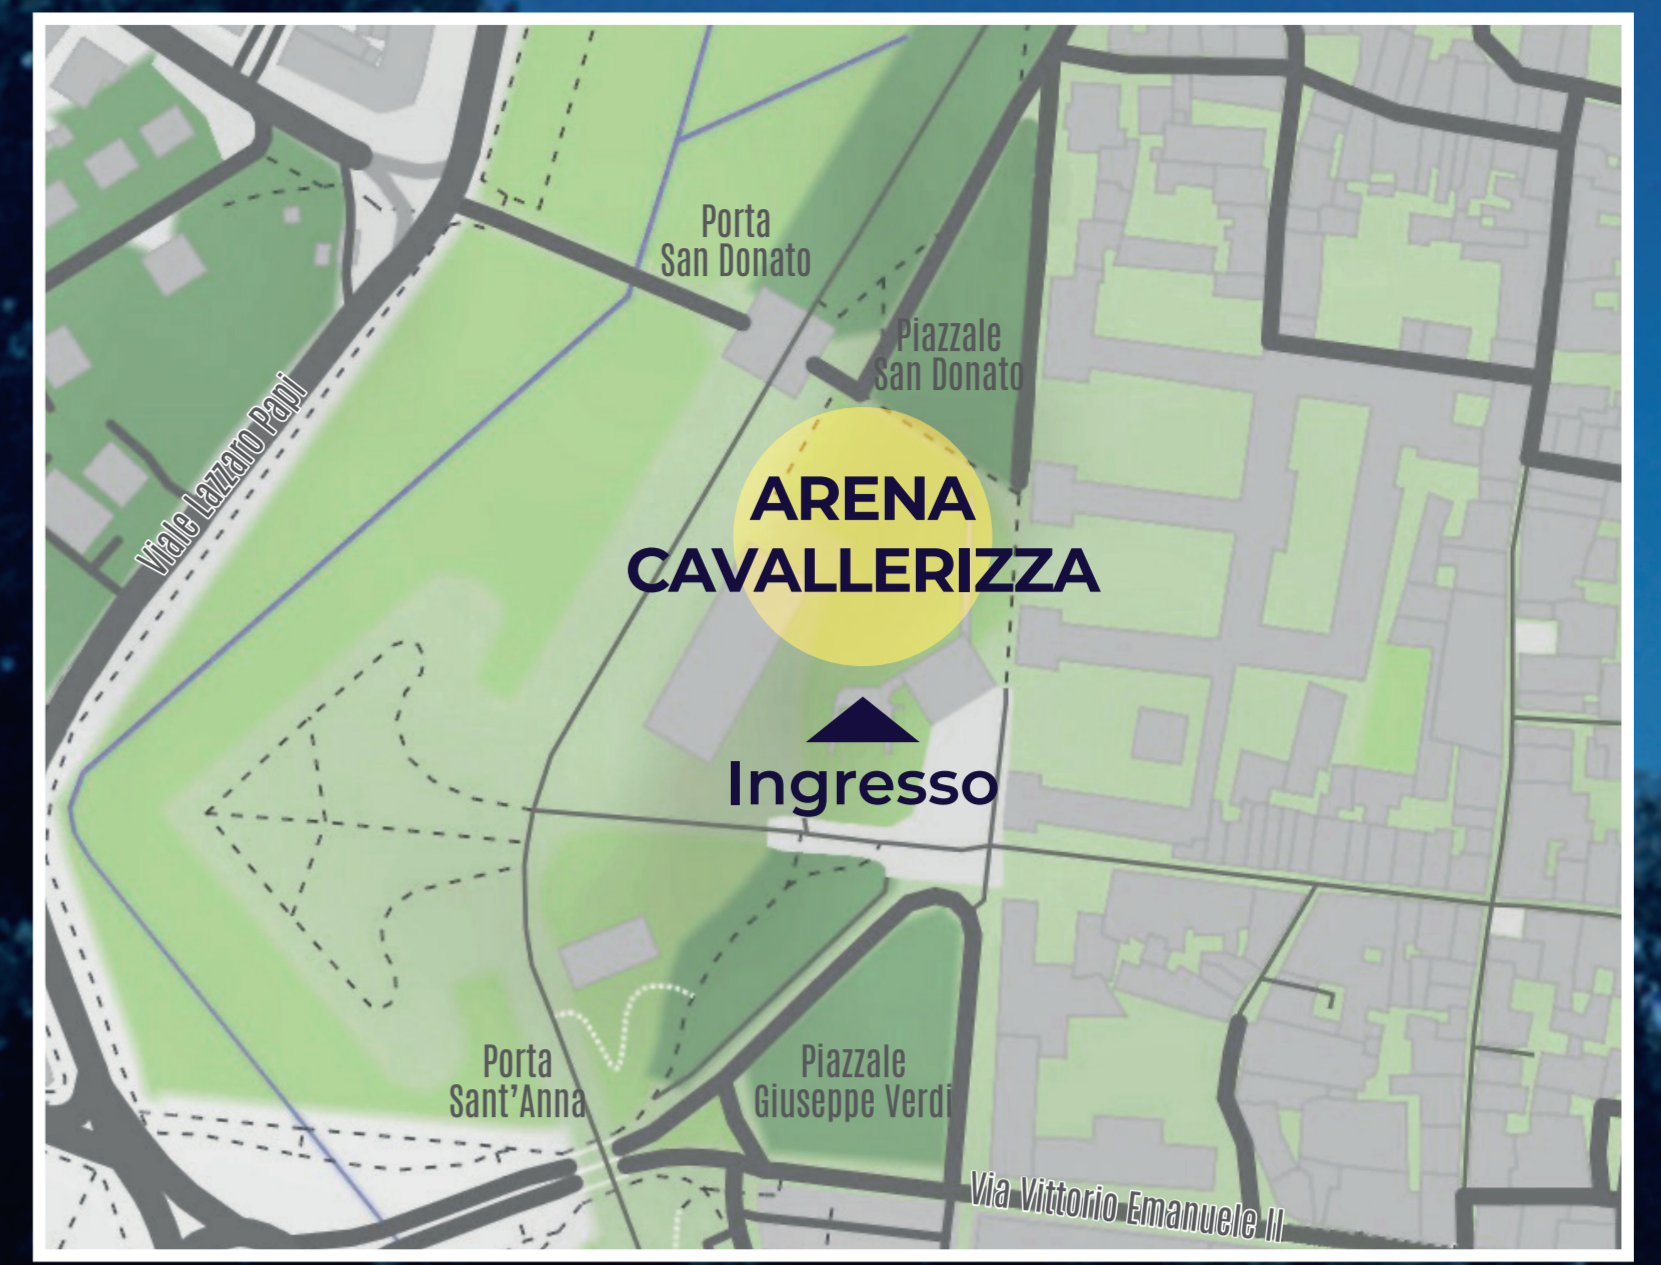 Porta
San Donato
Piazzale
San Donato
Viale Lazzaro Papi
ARENA
CAVALLERIZZA
Ingresso
Porta
Sant’Anna
Piazzale
Giuseppe Verdi
Via Vittorio Emanuele II